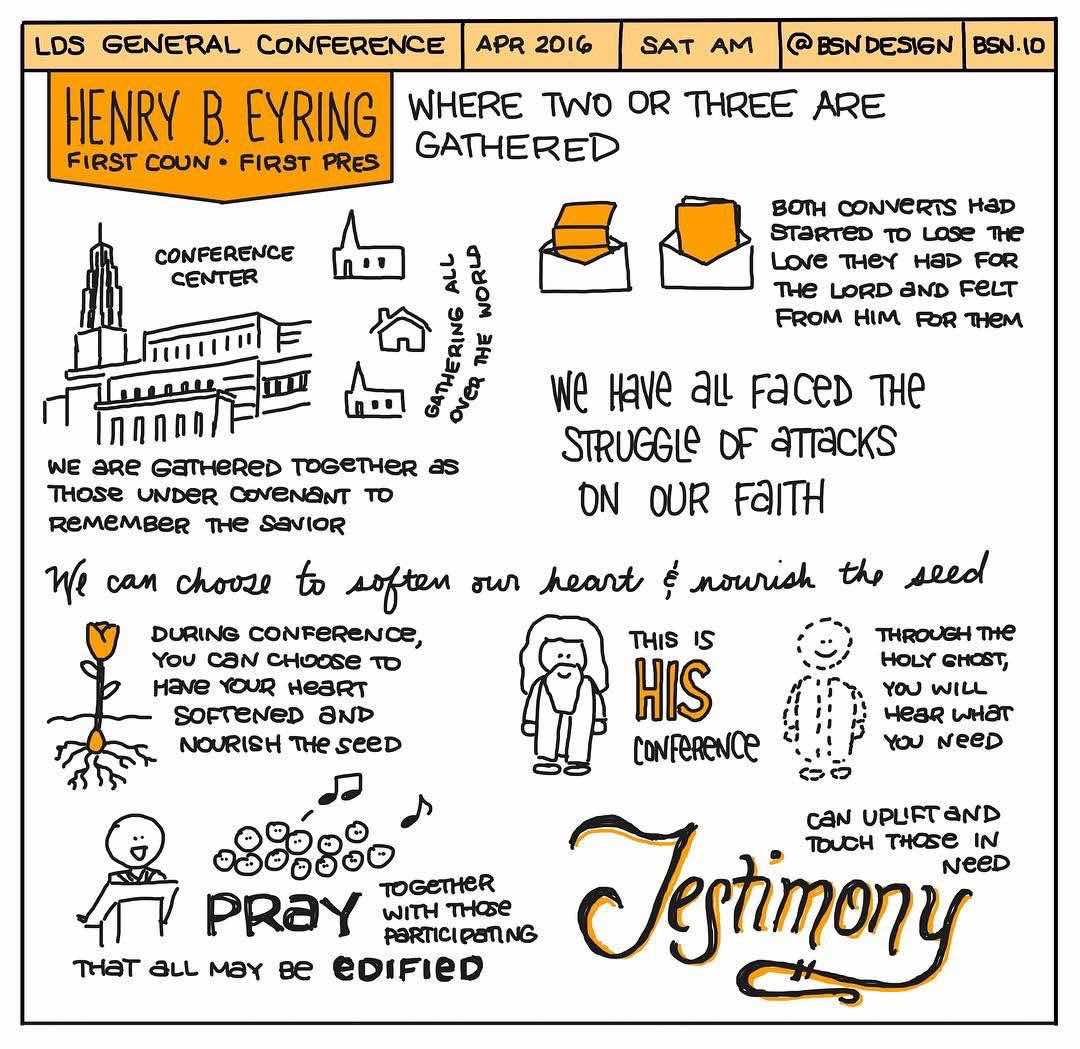 LDS GENERAL CONFERENCE
APR 2016
SAT AM
@BSNDESIGN
BSN.IO
HENRY B. EYRING
FIRST COUN • FIRST PRES
WHERE TWO OR THREE ARE
GATHERED
CONFERENCE
CENTER
GATHERING ALL
OVER THE WORLD
WE ARE GATHERED TOGETHER AS
THOSE UNDER COVENANT TO
REMEMBER THE SAVIOR
BOTH CONVERTS HAD
STARTED TO LOSE THE
LOVE THEY HAD FOR
THE LORD AND FELT
FROM HIM FOR THEM
WE HAVE ALL FACED THE
STRUGGLE OF ATTACKS
ON OUR FAITH
We can choose to soften our heart & nourish the seed
DURING CONFERENCE,
YOU CAN CHOOSE TO
HAVE YOUR HEART
SOFTENED AND
NOURISH THE SEED
THIS IS
HIS
CONFERENCE
THROUGH THE
HOLY GHOST,
YOU WILL
HEAR WHAT
YOU NEED
PRAY
TOGETHER
WITH THOSE
PARTICIPATING
THAT ALL MAY BE EDIFIED
Testimony
CAN UPLIFT AND
TOUCH THOSE IN
NEED